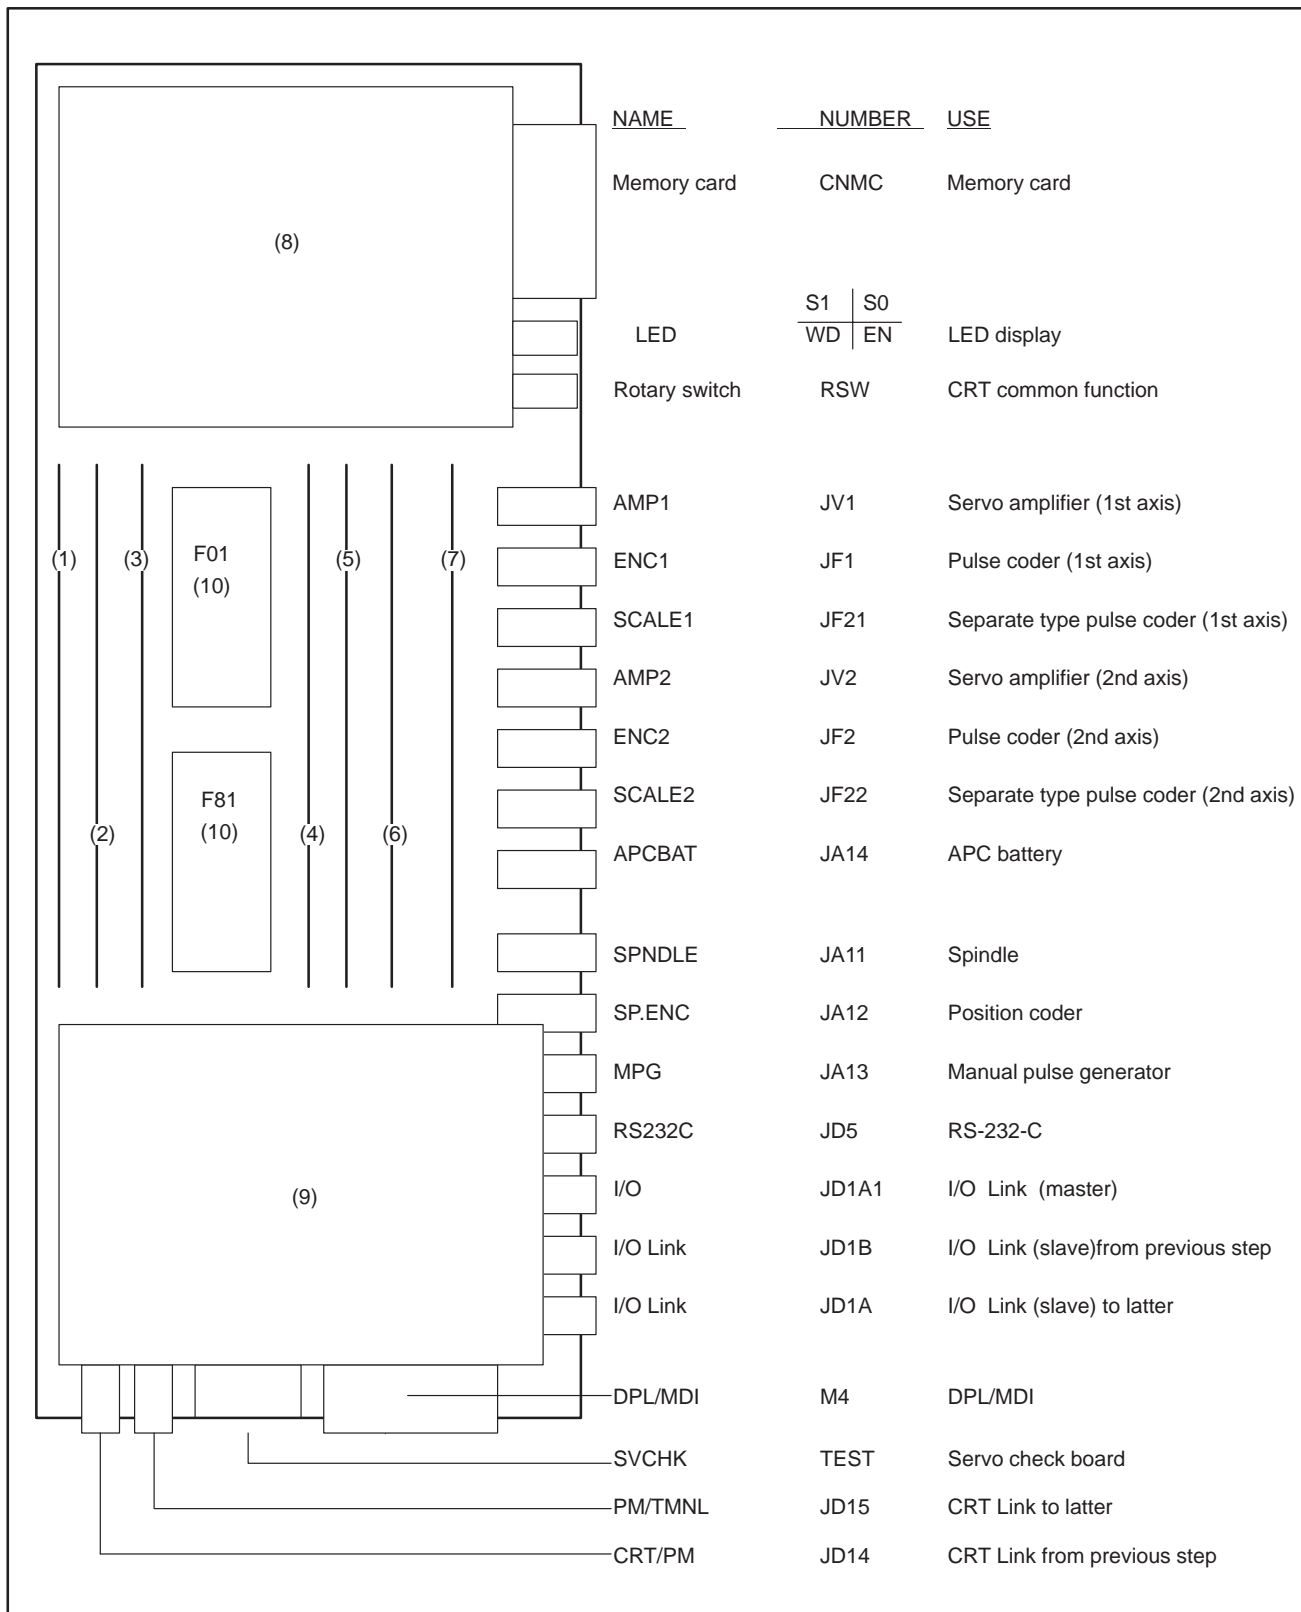 NAME NUMBER USE
Memory card CNMC Memory card
(8)
S1 S0
LED WD EN LED display
Rotary switch RSW CRT common function
AMP1 JV1 Servo amplifier (1st axis)
(1) (3) F01 (5) (7) ENC1 JF1 Pulse coder (1st axis)
(10)
SCALE1 JF21 Separate type pulse coder (1st axis)
AMP2 JV2 Servo amplifier (2nd axis)
ENC2 JF2 Pulse coder (2nd axis)
F81 SCALE2 JF22 Separate type pulse coder (2nd axis)
(2) (10) (4) (6)
APCBAT JA14 APC battery
SPNDLE JA11 Spindle
SP.ENC JA12 Position coder
MPG JA13 Manual pulse generator
RS232C JD5 RS-232-C
(9) I/O JD1A1 I/O Link (master)
I/O Link JD1B I/O Link (slave)from previous step
I/O Link JD1A I/O Link (slave) to latter
DPL/MDI M4 DPL/MDI
SVCHK TEST Servo check board
PM/TMNL JD15 CRT Link to latter
CRT/PM JD14 CRT Link from previous step